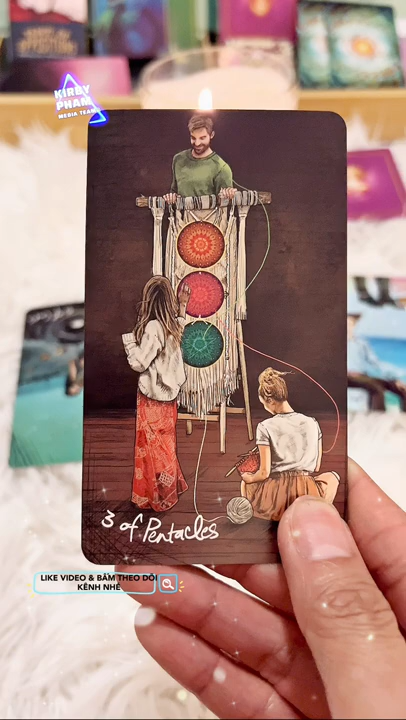 KIRBY
PHAM
MEDIA TEAM
3 of Pentacles
LIKE VIDEO & BẤM THEO DÕI
KÊNH NHÉ